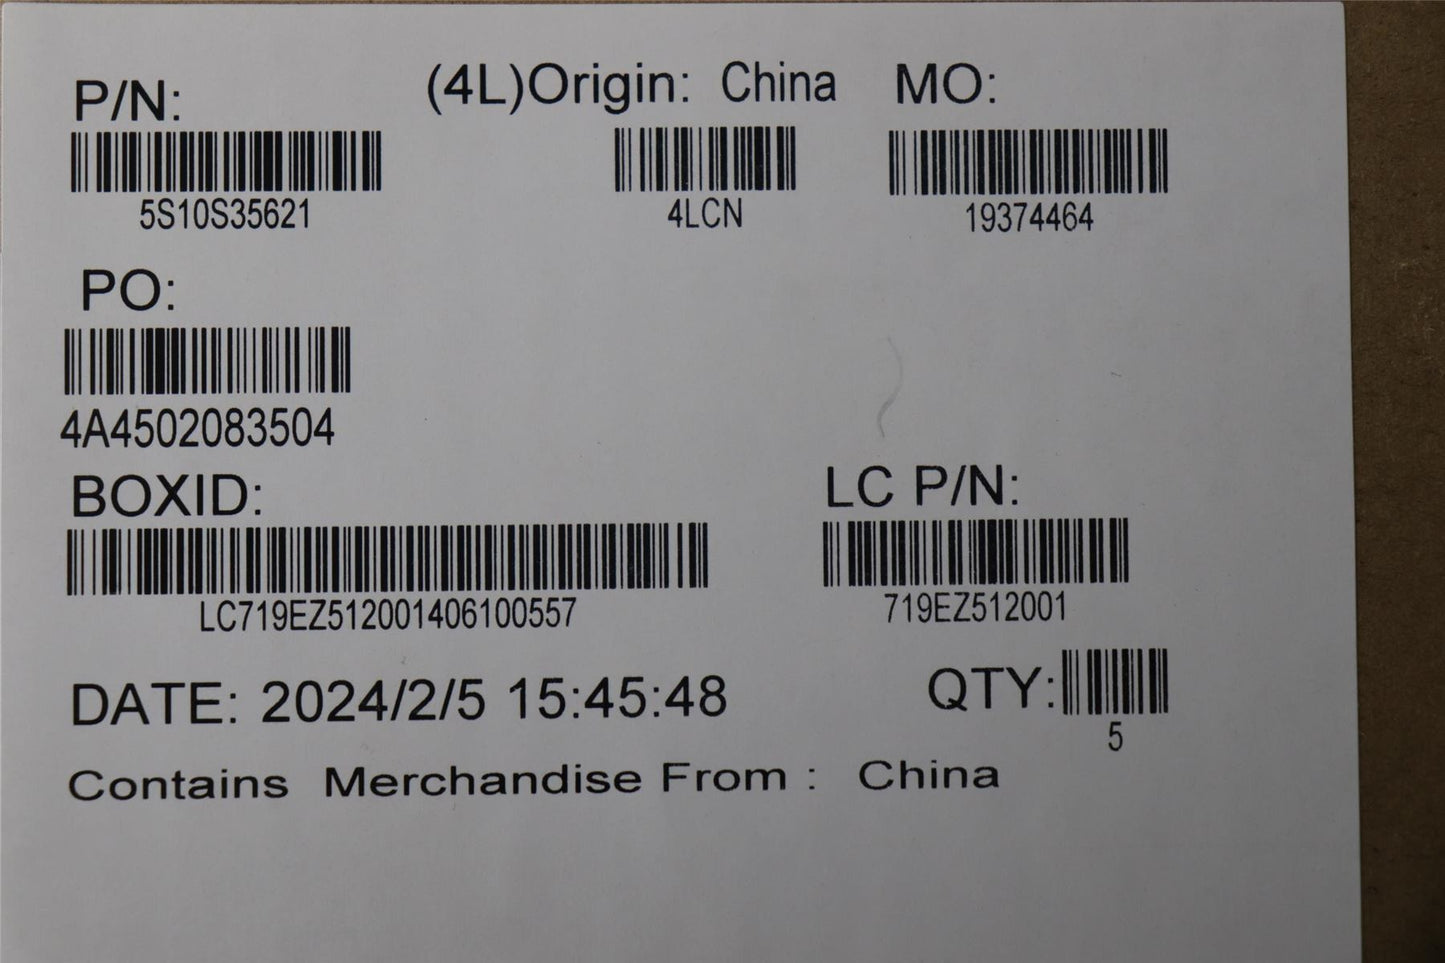 P/N: (4L)Origin: China MO:
5S10S35621 4LCN 19374464
PO:
4A4502083504
BOXID: LC P/N:
LC719EZ512001406100557 719EZ512001
DATE: 2024/2/5 15:45:48 QTY:
5
Contains Merchandise From : China